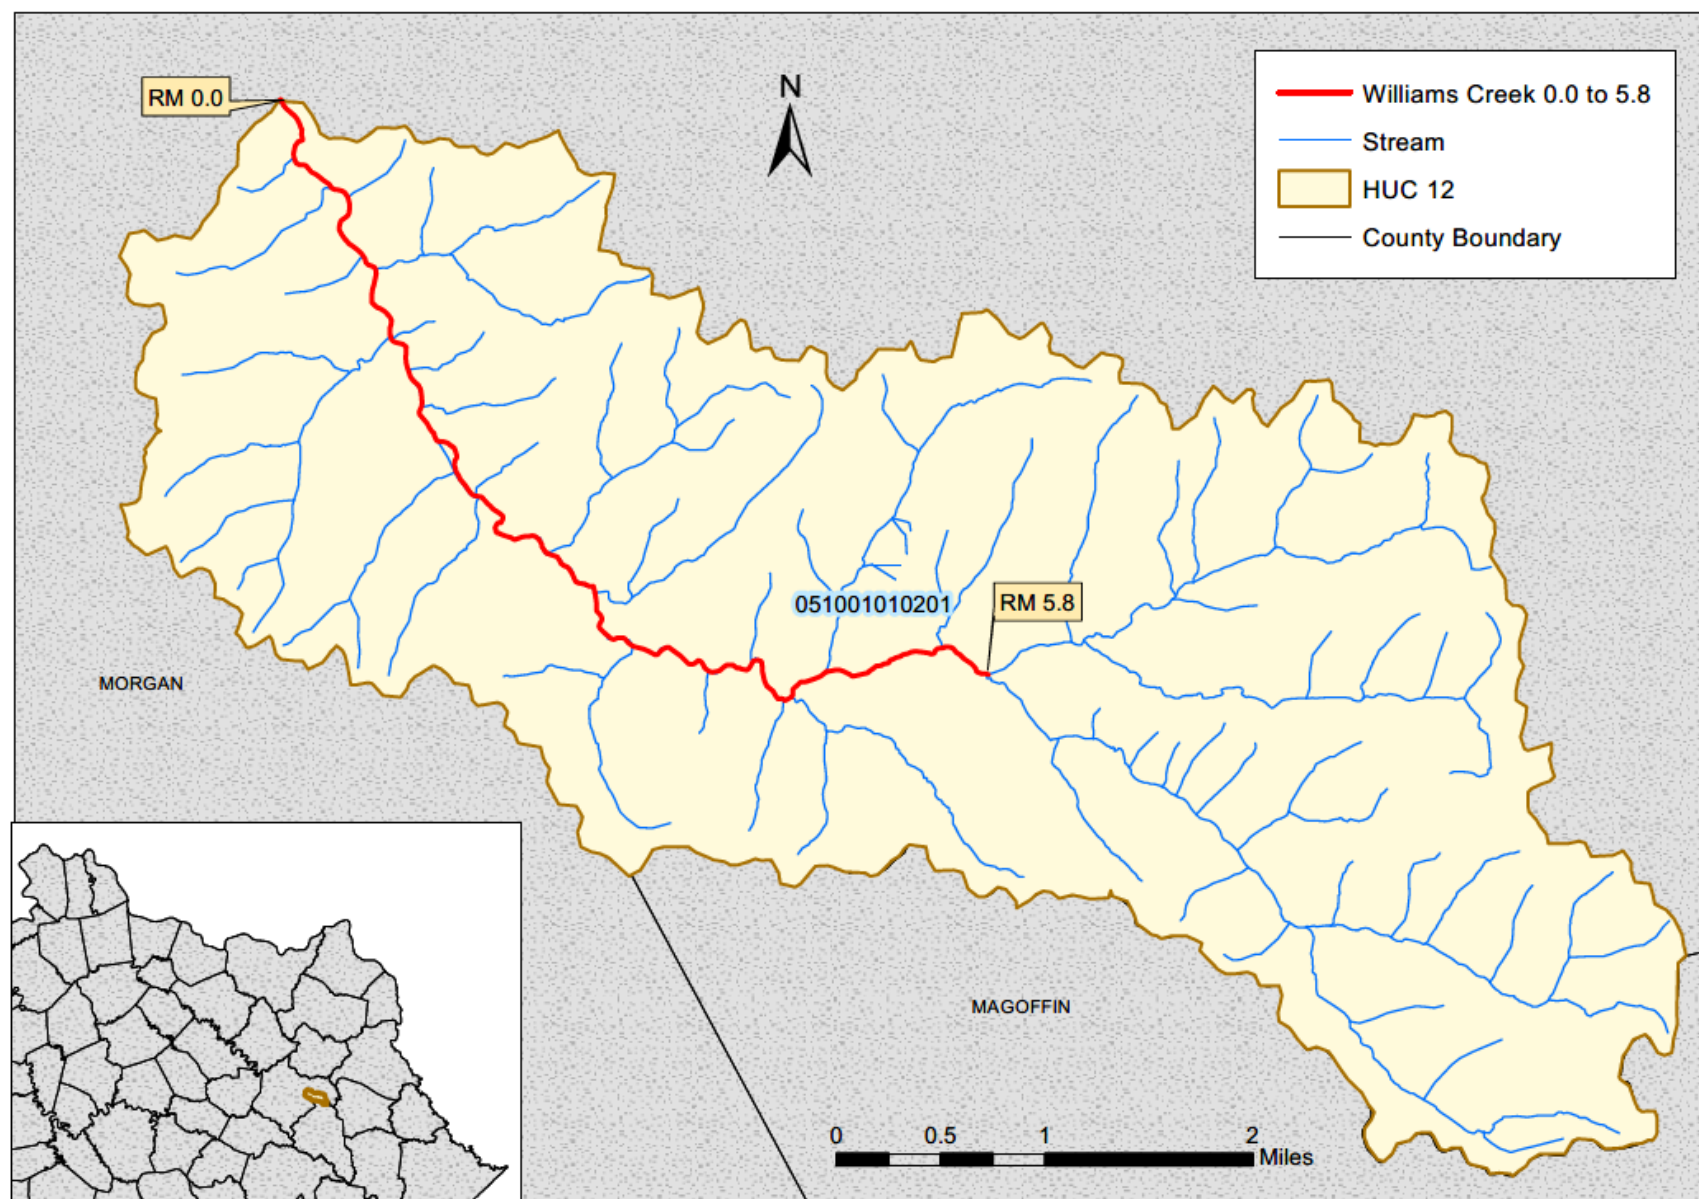 RM 0.0
N
Williams Creek 0.0 to 5.8
Stream
HUC 12
County Boundary
051001010201
RM 5.8
MORGAN
MAGOFFIN
0 0.5 1 2
Miles